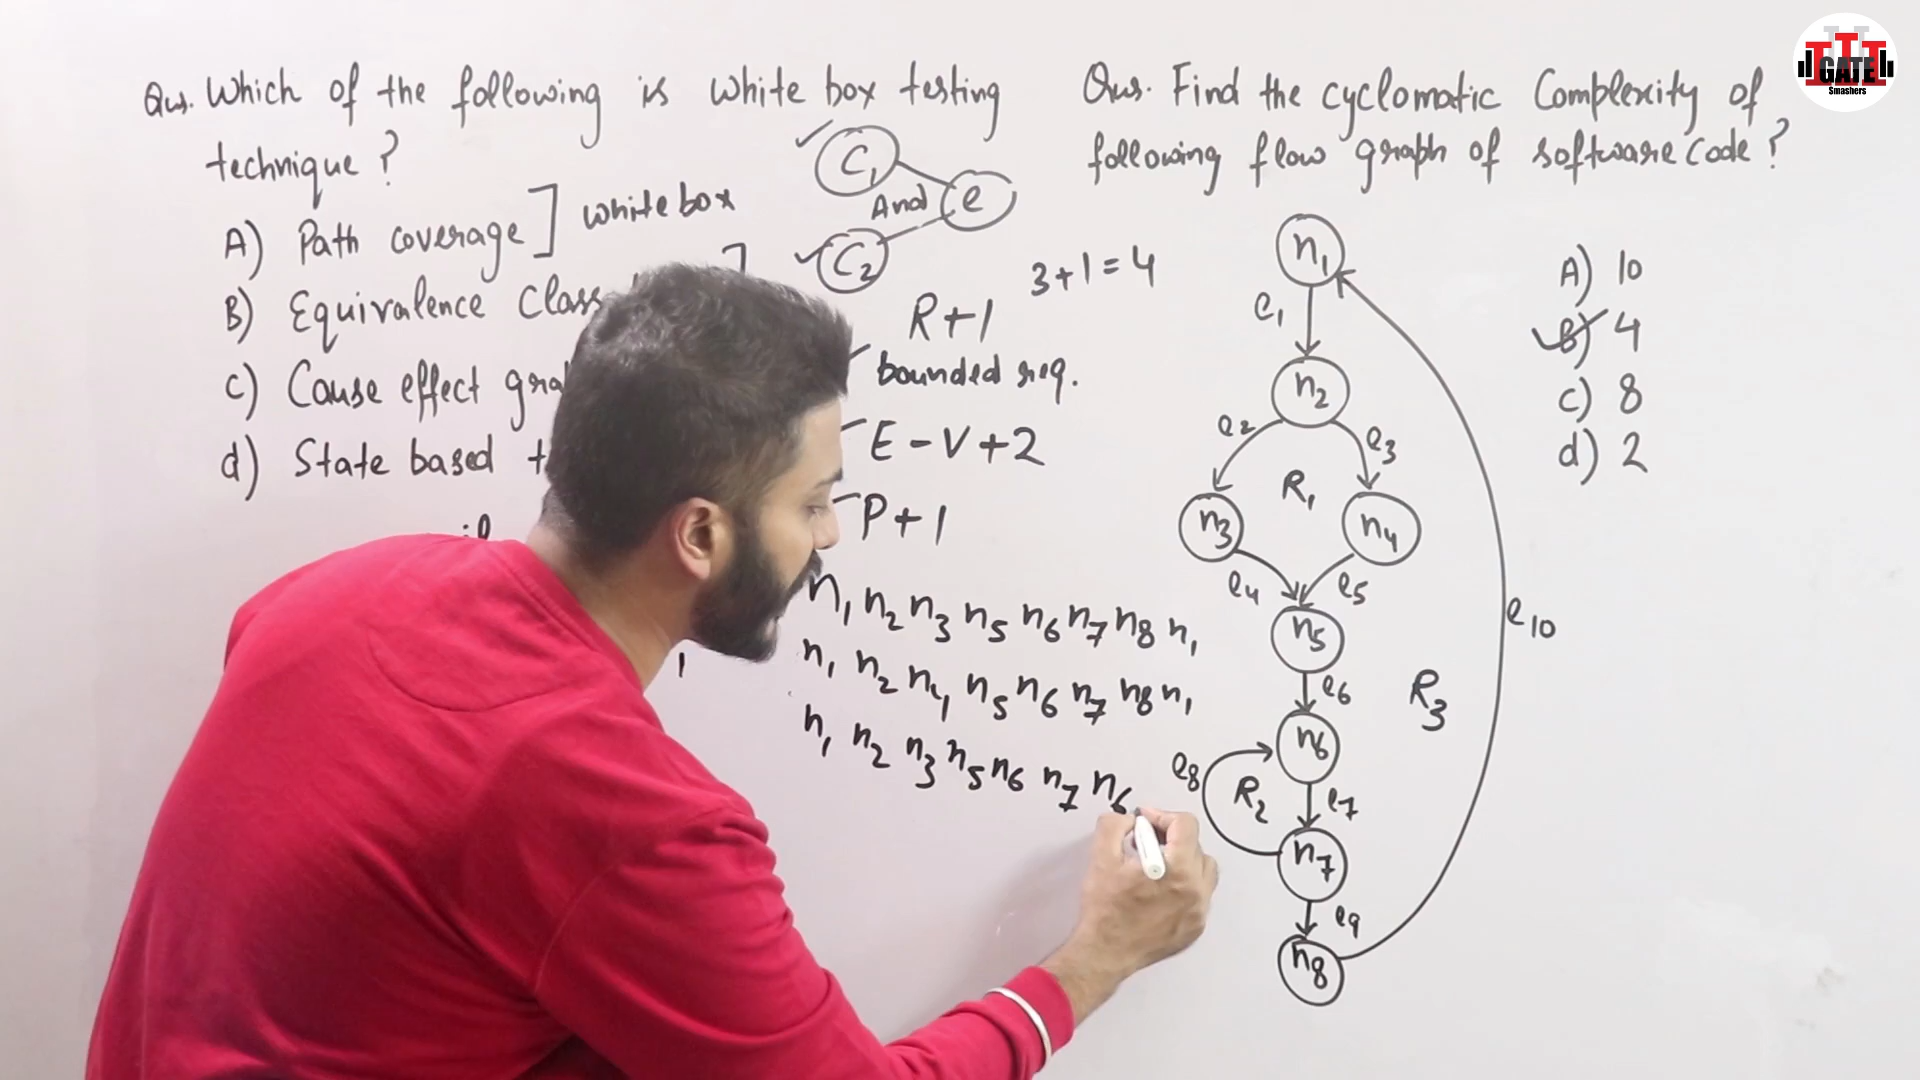 Qus. Which of the following is white box testing
technique?
A) Path coverage ] white box
B) Equivalence Class
C) Cause effect
d) State based
C1
And
e
C2
R+1
3+1=4
bounded reg.
E-V+2
P+1
n1 n2 n3 n5 n6 n7 n8 n1
n1 n2 n4 n5 n6 n7 n8 n1
n1 n2 n3 n5 n6 n7 n6
Qus. Find the cyclomatic Complexity of
following flow graph of software code?
n1
e1
n2
e2
e3
R1
n3
n4
e4
e5
n5
e6
R3
e10
n6
e8
R2
e7
n7
e9
n8
A) 10
B) 4
C) 8
d) 2
GATE
Smashers